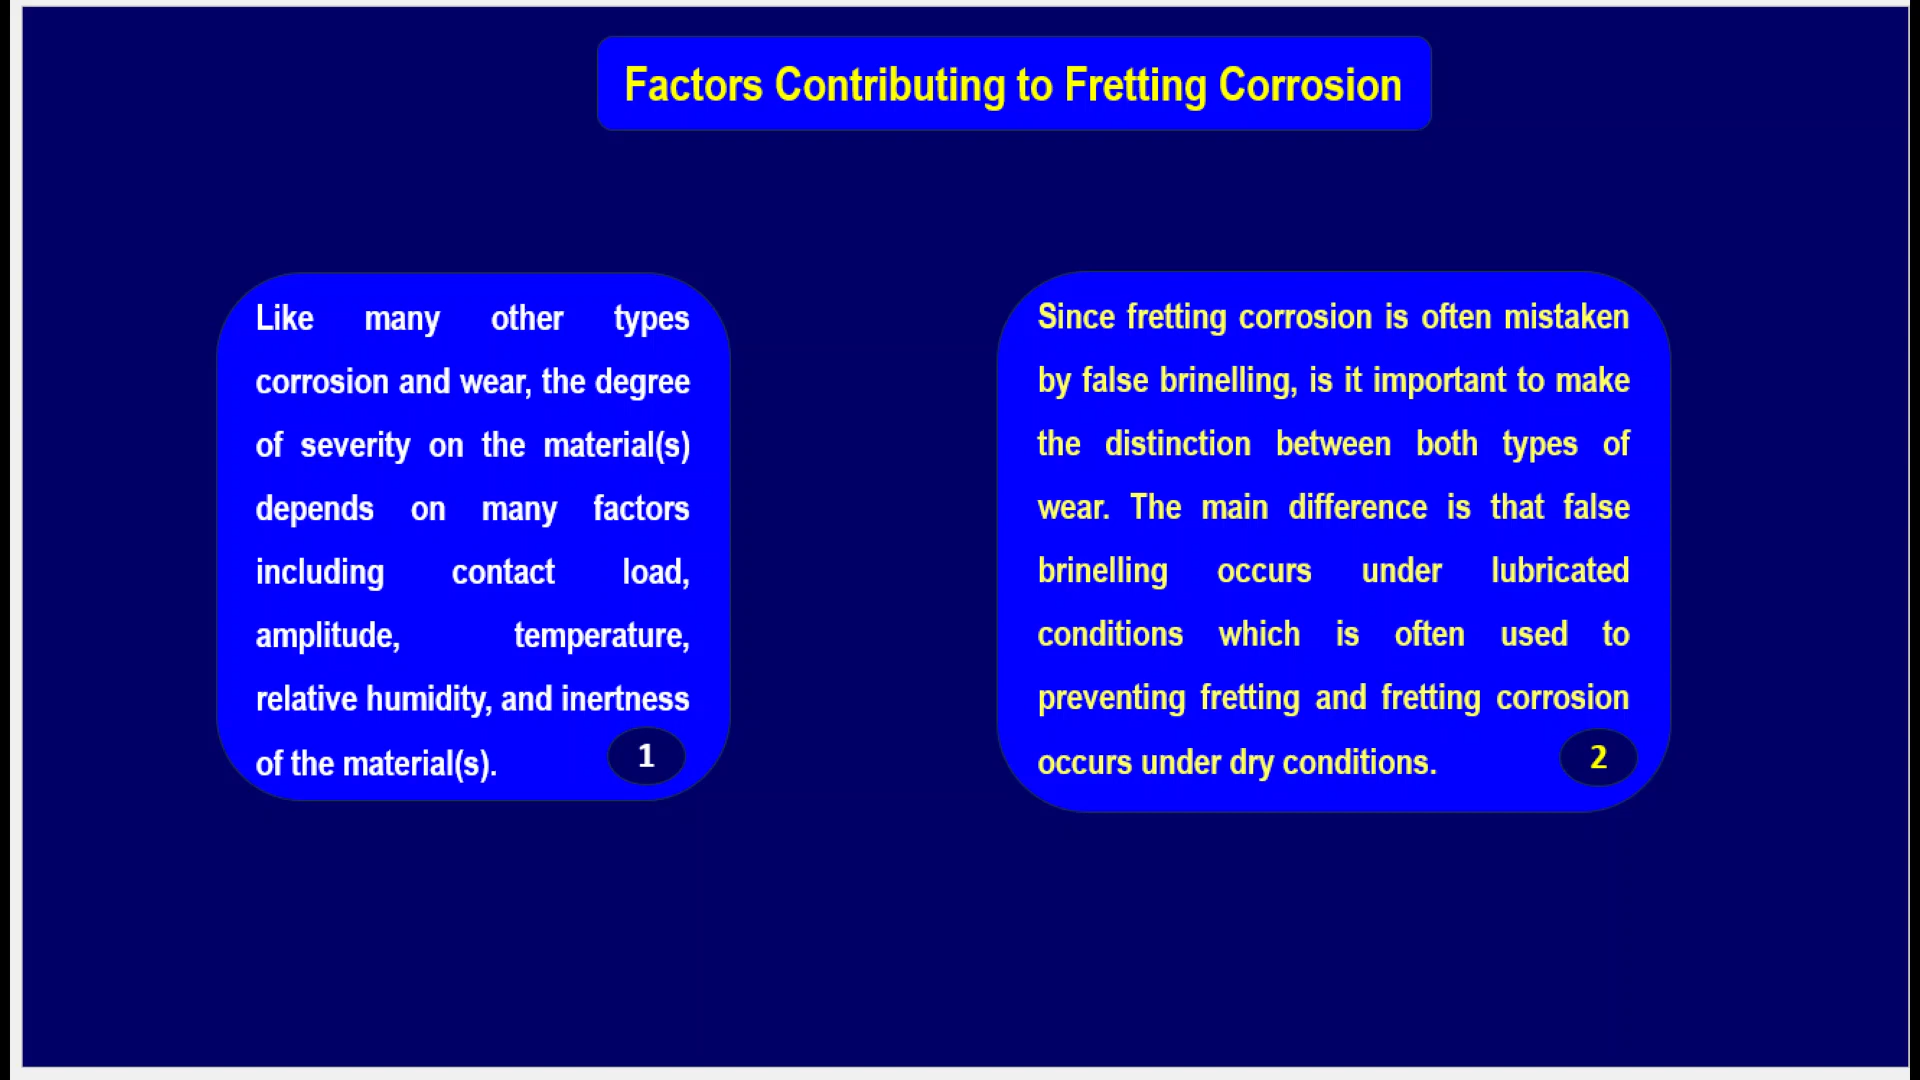 Factors Contributing to Fretting Corrosion
Like many other types
corrosion and wear, the degree
of severity on the material(s)
depends on many factors
including contact load,
amplitude, temperature,
relative humidity, and inertness
of the material(s).
1
Since fretting corrosion is often mistaken
by false brinelling, is it important to make
the distinction between both types of
wear. The main difference is that false
brinelling occurs under lubricated
conditions which is often used to
preventing fretting and fretting corrosion
occurs under dry conditions.
2